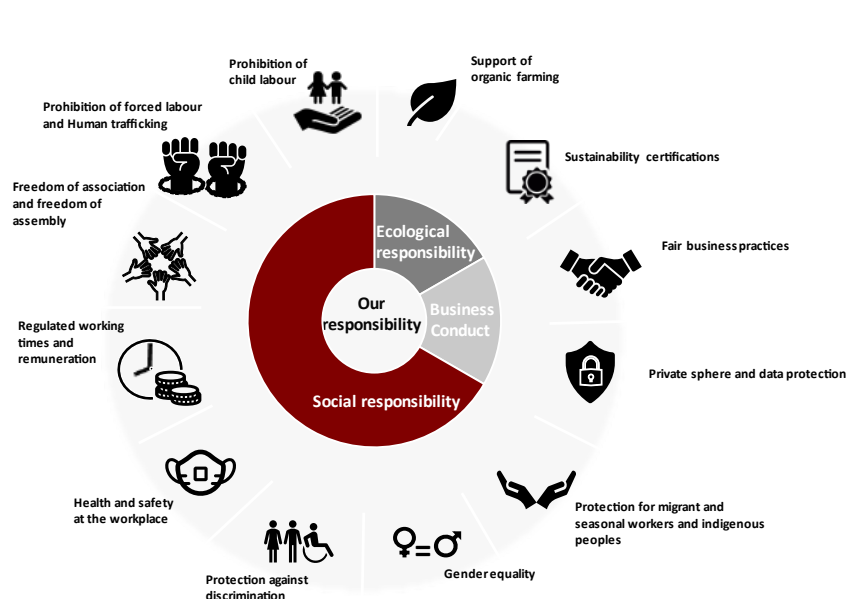 Prohibition of
child labour
Support of
organic farming
Prohibition of forced labour
and Human trafficking
Sustainability certifications
Freedom of association
and freedom of
assembly
Fair business practices
Ecological
responsibility
Our
responsibility
Business
Conduct
Regulated working
times and
remuneration
Private sphere and data protection
Social responsibility
Health and safety
at the workplace
Protection for migrant and
seasonal workers and indigenous
peoples
Gender equality
Protection against
discrimination